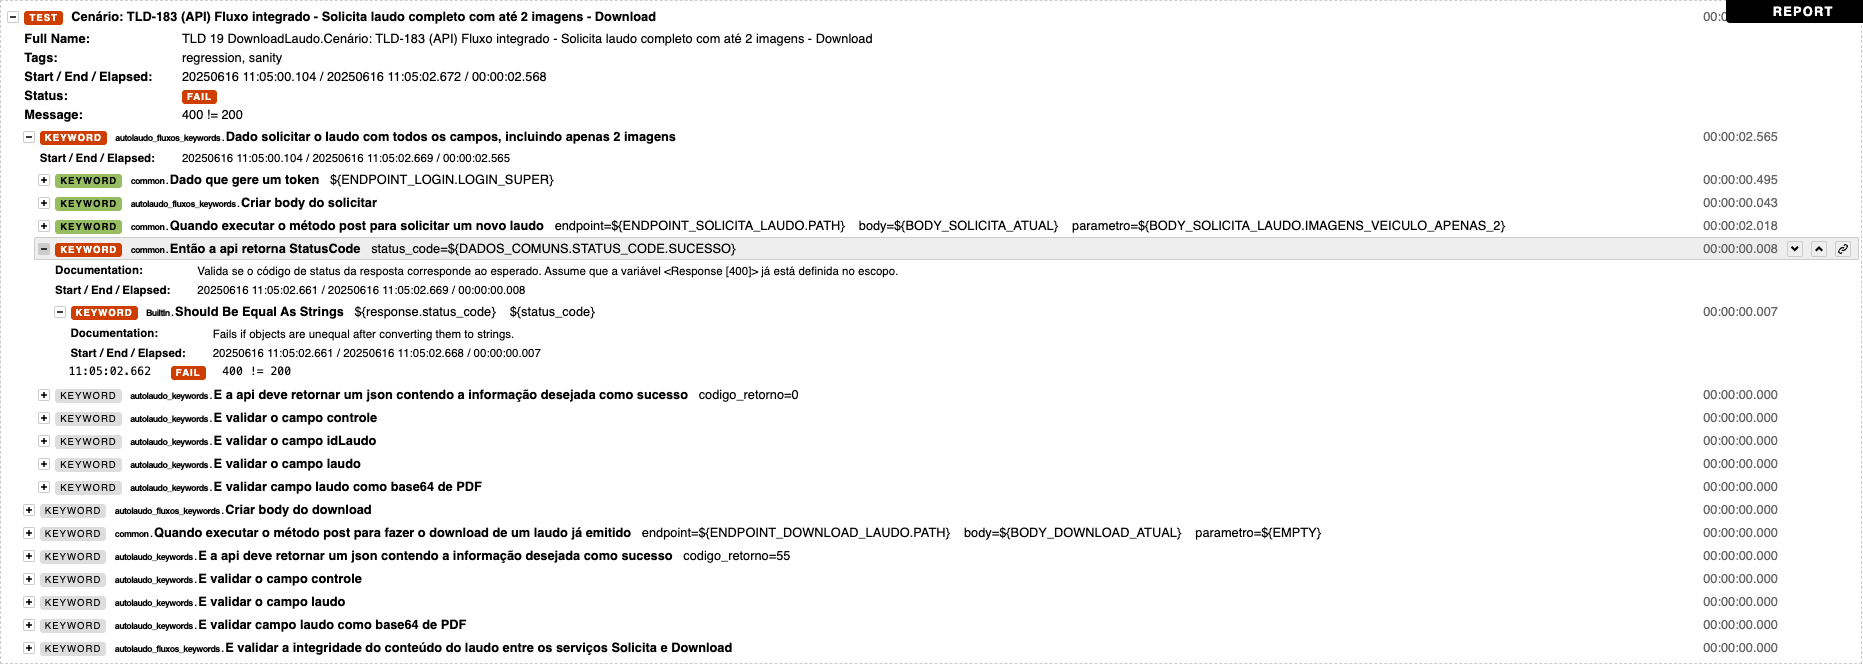 TEST Cenário: TLD-183 (API) Fluxo integrado - Solicita laudo completo com até 2 imagens - Download 00:0
REPORT
Full Name: TLD 19 DownloadLaudo.Cenário: TLD-183 (API) Fluxo integrado - Solicita laudo completo com até 2 imagens - Download
Tags: regression, sanity
Start / End / Elapsed: 20250616 11:05:00.104 / 20250616 11:05:02.672 / 00:00:02.568
Status: FAIL
Message: 400 != 200
KEYWORD autolaudo_fluxos_keywords.Dado solicitar o laudo com todos os campos, incluindo apenas 2 imagens 00:00:02.565
Start / End / Elapsed: 20250616 11:05:00.104 / 20250616 11:05:02.669 / 00:00:02.565
KEYWORD common.Dado que gere um token ${ENDPOINT_LOGIN.LOGIN_SUPER} 00:00:00.495
KEYWORD autolaudo_fluxos_keywords.Criar body do solicitar 00:00:00.043
KEYWORD common.Quando executar o método post para solicitar um novo laudo endpoint=${ENDPOINT_SOLICITA_LAUDO.PATH} body=${BODY_SOLICITA_ATUAL} parametro=${BODY_SOLICITA_LAUDO.IMAGENS_VEICULO_APENAS_2} 00:00:02.018
KEYWORD common.Então a api retorna StatusCode status_code=${DADOS_COMUNS.STATUS_CODE.SUCESSO} 00:00:00.008
Documentation: Valida se o código de status da resposta corresponde ao esperado. Assume que a variável <Response [400]> já está definida no escopo.
Start / End / Elapsed: 20250616 11:05:02.661 / 20250616 11:05:02.669 / 00:00:00.008
KEYWORD BuiltIn.Should Be Equal As Strings ${response.status_code} ${status_code} 00:00:00.007
Documentation: Fails if objects are unequal after converting them to strings.
Start / End / Elapsed: 20250616 11:05:02.661 / 20250616 11:05:02.668 / 00:00:00.007
11:05:02.662 FAIL 400 != 200
KEYWORD autolaudo_keywords.E a api deve retornar um json contendo a informação desejada como sucesso codigo_retorno=0 00:00:00.000
KEYWORD autolaudo_keywords.E validar o campo controle 00:00:00.000
KEYWORD autolaudo_keywords.E validar o campo idLaudo 00:00:00.000
KEYWORD autolaudo_keywords.E validar o campo laudo 00:00:00.000
KEYWORD autolaudo_keywords.E validar campo laudo como base64 de PDF 00:00:00.000
KEYWORD autolaudo_fluxos_keywords.Criar body do download 00:00:00.000
KEYWORD common.Quando executar o método post para fazer o download de um laudo já emitido endpoint=${ENDPOINT_DOWNLOAD_LAUDO.PATH} body=${BODY_DOWNLOAD_ATUAL} parametro=${EMPTY} 00:00:00.000
KEYWORD autolaudo_keywords.E a api deve retornar um json contendo a informação desejada como sucesso codigo_retorno=55 00:00:00.000
KEYWORD autolaudo_keywords.E validar o campo controle 00:00:00.000
KEYWORD autolaudo_keywords.E validar o campo laudo 00:00:00.000
KEYWORD autolaudo_keywords.E validar campo laudo como base64 de PDF 00:00:00.000
KEYWORD autolaudo_fluxos_keywords.E validar a integridade do conteúdo do laudo entre os serviços Solicita e Download 00:00:00.000